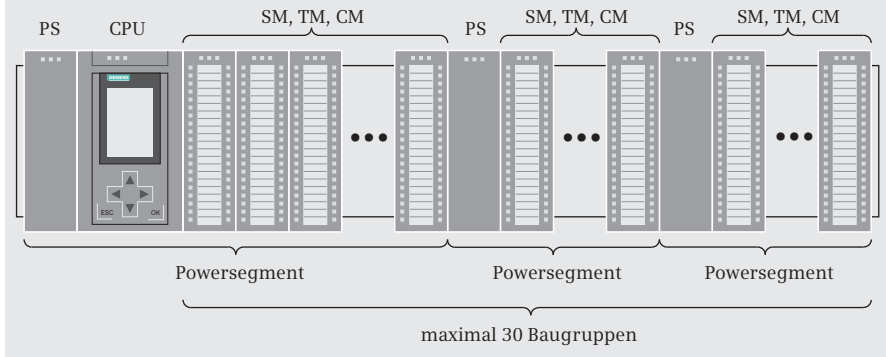 SM, TM, CM SM, TM, CM SM, TM, CM
PS CPU PS PS
SIEMENS
ESC OK
Powersegment Powersegment Powersegment
maximal 30 Baugruppen